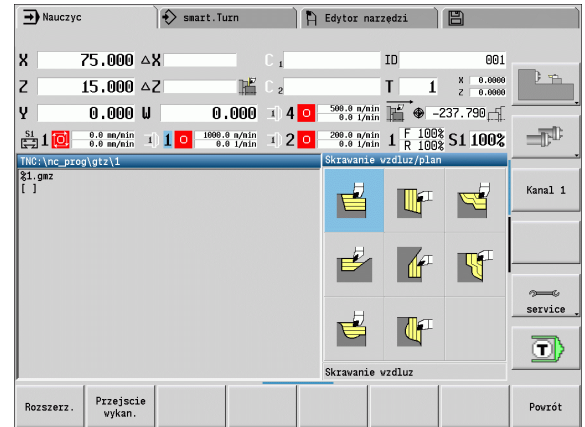 Nauczyc smart.Turn Edytor narzędzi
X 75.000 △X C 1 ID 001
Z 15.000 △Z C 2 T 1 X 0.0000
Z 0.0000
Y 0.000 U 0.000 4 500.0 m/min
0.0 1/min -237.790
S1 1 0.0 mm/min
0.0 mm/min 1 1000.0 m/min
0.0 1/min 2 200.0 m/min
0.0 1/min 1 F 100%
R 100% S1 100%
TNC:\nc_prog\gtz\1 Skrawanie wzdluz/plan
%1.gmz
[ ]
Kanal 1
service
T
Skrawanie wzdluz
Rozszerz. Przejscie
wykan. Powrót